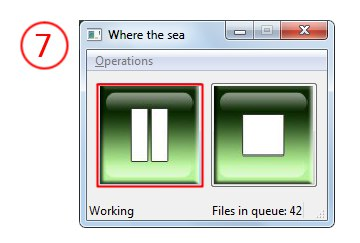 7
Where the sea
Operations
Working
Files in queue: 42